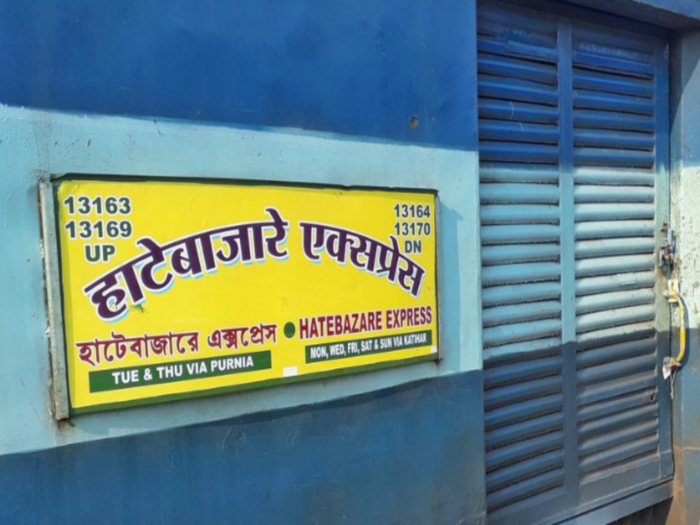 13163
13169
UP
13164
13170
DN
हाटेबाजारे एक्सप्रेस
হাটেবাজারে এক্সপ্রেস • HATEBAZARE EXPRESS
TUE & THU VIA PURNIA
MON, WED, FRI, SAT & SUN VIA KATIHAR